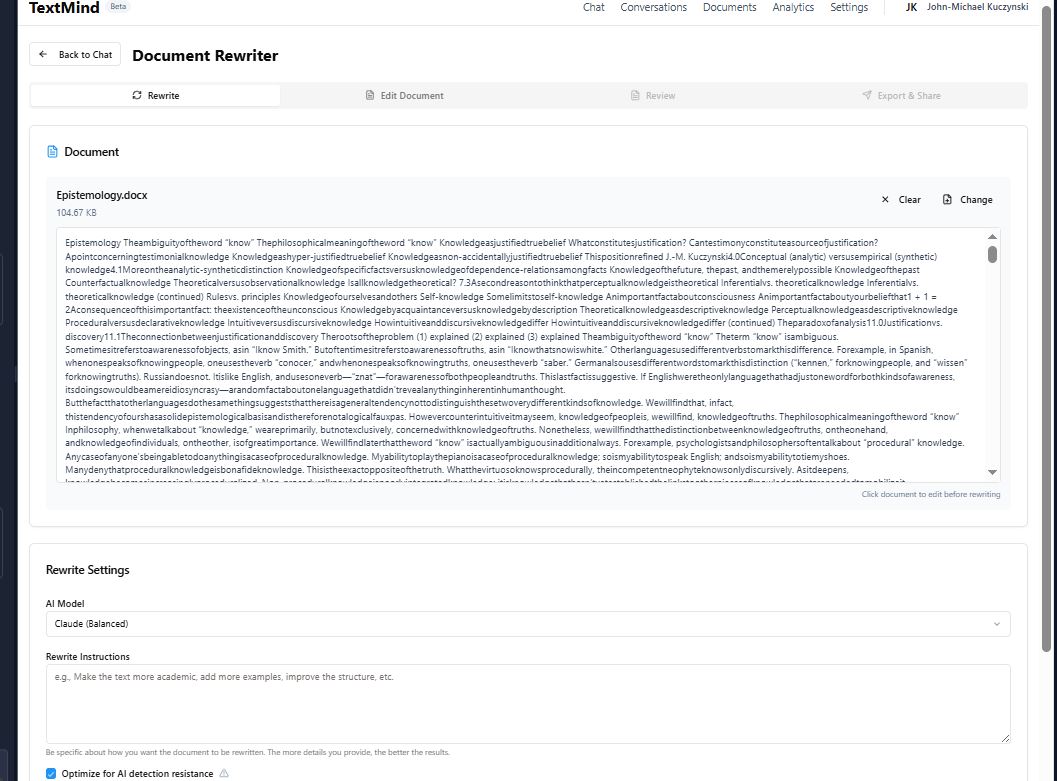 TextMind Beta Chat Conversations Documents Analytics Settings JK John-Michael Kuczynski
Back to Chat Document Rewriter
Rewrite Edit Document Review Export & Share
Document
Epistemology.docx
104.67 KB
Clear Change
Epistemology Theambiguityoftheword "know" Thephilosophicalmeaningoftheword "know" Knowledgeasjustifiedtruebelief Whatconstitutesjustification? Cantestimonyconstituteasourceofjustification?
Apointconcerningtestimonialknowledge Knowledgeashyper-justifiedtruebelief Knowledgeasnon-accidentallyjustifiedtruebelief Thispositionrefined J.-M. Kuczynski4.0Conceptual (analytic) versusempirical (synthetic)
knowledge4.1Moreontheanalytic-syntheticdistinction Knowledgeofspecificfactsversusknowledgeofdependence-relationsamongfacts Knowledgeofthefuture, thepast, andthemerelypossible Knowledgeofthepast
Counterfactualknowledge Theoreticalversusobservationalknowledge Isallknowledgetheoretical? 7.3Asecondreasontothinkthatperceptualknowledgeistheoretical Inferentialvs. theoreticalknowledge Inferentialvs.
theoreticalknowledge (continued) Rulesvs. principles Knowledgeofourselvesandothers Self-knowledge Somelimitstoself-knowledge Animportantfactaboutconsciousness Animportantfactaboutyourbeliefthat1 + 1 =
2Aconsequenceofthisimportantfact: theexistenceoftheunconscious Knowledgebyacquaintanceversusknowledgebydescription Theoreticalknowledgeasdescriptiveknowledge Perceptualknowledgeasdescriptiveknowledge
Proceduralversusdeclarativeknowledge Intuitiveversusdiscursiveknowledge Howintuitiveanddiscursiveknowledgediffer Howintuitiveanddiscursiveknowledgediffer (continued) Theparadoxofanalysis11.0Justificationvs.
discovery11.1Theconnectionbetweenjustificationanddiscovery Therootsoftheproblem (1) explained (2) explained (3) explained Theambiguityoftheword "know" Theterm "know" isambiguous.
Sometimesitreferstoawarenessofobjects, asin "Iknow Smith." Butoftentimesitreferstoawarenessoftruths, asin "Iknowthatsnowiswhite." Otherlanguagesusedifferentverbstomarkthisdifference. Forexample, in Spanish,
whenonespeaksofknowingpeople, oneusestheverb "conocer," andwhenonespeaksofknowingtruths, oneusestheverb "saber." Germanalsousesdifferentwordstomarkthisdistinction ("kennen," forknowingpeople, and "wissen"
forknowingtruths). Russiandoesnot. Itislike English, andusesoneverb—"znat"—forawarenessofbothpeopleandtruths. Thislastfactissuggestive. If Englishweretheonlylanguagethathadjustonewordforbothkindsofawareness,
itsdoingsowouldbeamereidiosyncrasy—arandomfactaboutonelanguagethatdidn'trevealanythinginherentinhumanthought.
Butthefactthatotherlanguagesdothesamethingsuggeststhatthereisageneraltendencynottodistinguishthesetwoverydifferentkindsofknowledge. Wewillfindthat, infact,
thistendencyofourshasasolidepistemologicalbasisandisthereforenotalogicalfauxpas. Howevercounterintuitiveitmayseem, knowledgeofpeopleis, wewillfind, knowledgeoftruths. Thephilosophicalmeaningoftheword "know"
Inphilosophy, whenwetalkabout "knowledge," weareprimarily, butnotexclusively, concernedwithknowledgeoftruths. Nonetheless, wewillfindthatthedistinctionbetweenknowledgeoftruths, ontheonehand,
andknowledgeofindividuals, ontheother, isofgreatimportance. Wewillfindlaterthattheword "know" isactuallyambiguousinadditionalways. Forexample, psychologistsandphilosophersoftentalkabout "procedural" knowledge.
Anycaseofanyone'sbeingabletodoanythingisacaseofproceduralknowledge. Myabilitytoplaythepianoisacaseofproceduralknowledge; soismyabilitytospeak English; andsoismyabilitytotiemyshoes.
Manydenythatproceduralknowledgeisbonafideknowledge. Thisistheexactoppositeofthetruth. Whatthevirtuosoknowsprocedurally, theincompetentneophyteknowsonlydiscursively. Asitdeepens,
Click document to edit before rewriting
Rewrite Settings
AI Model
Claude (Balanced)
Rewrite Instructions
e.g., Make the text more academic, add more examples, improve the structure, etc.
Be specific about how you want the document to be rewritten. The more details you provide, the better the results.
Optimize for AI detection resistance